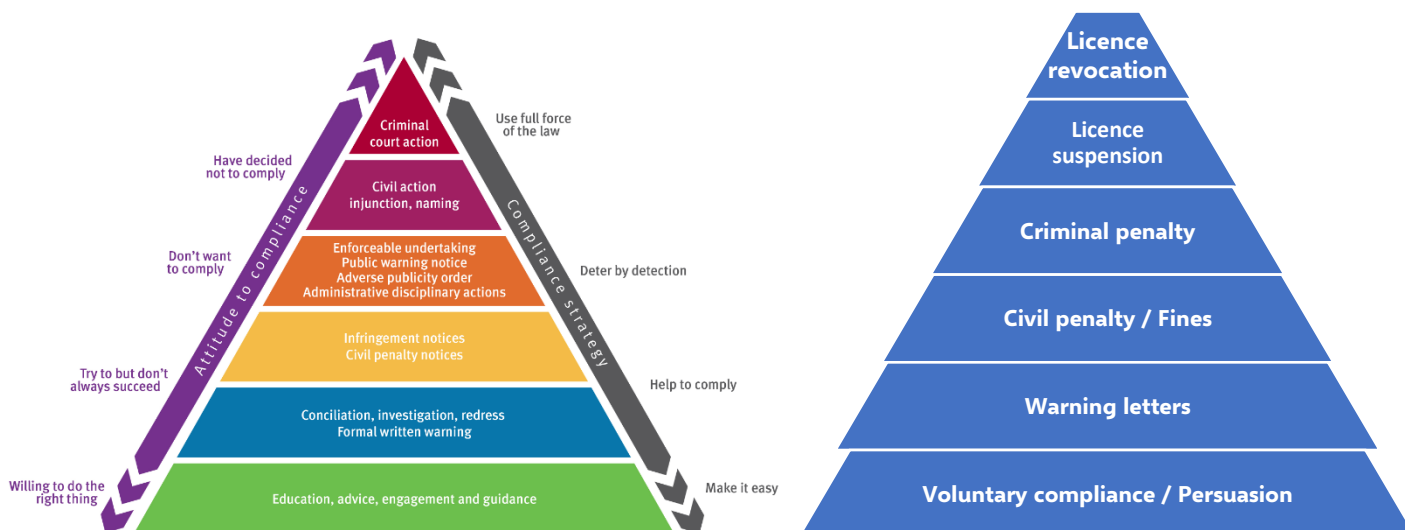 Criminal
court action
Civil action
injunction, naming
Enforceable undertaking
Public warning notice
Adverse publicity order
Administrative disciplinary actions
Infringement notices
Civil penalty notices
Conciliation, investigation, redress
Formal written warning
Education, advice, engagement and guidance
Attitude to compliance
Have decided
not to comply
Don't want
to comply
Try to but don't
always succeed
Willing to do the
right thing
Compliance strategy
Use full force
of the law
Deter by detection
Help to comply
Make it easy
Licence
revocation
Licence
suspension
Criminal penalty
Civil penalty / Fines
Warning letters
Voluntary compliance / Persuasion